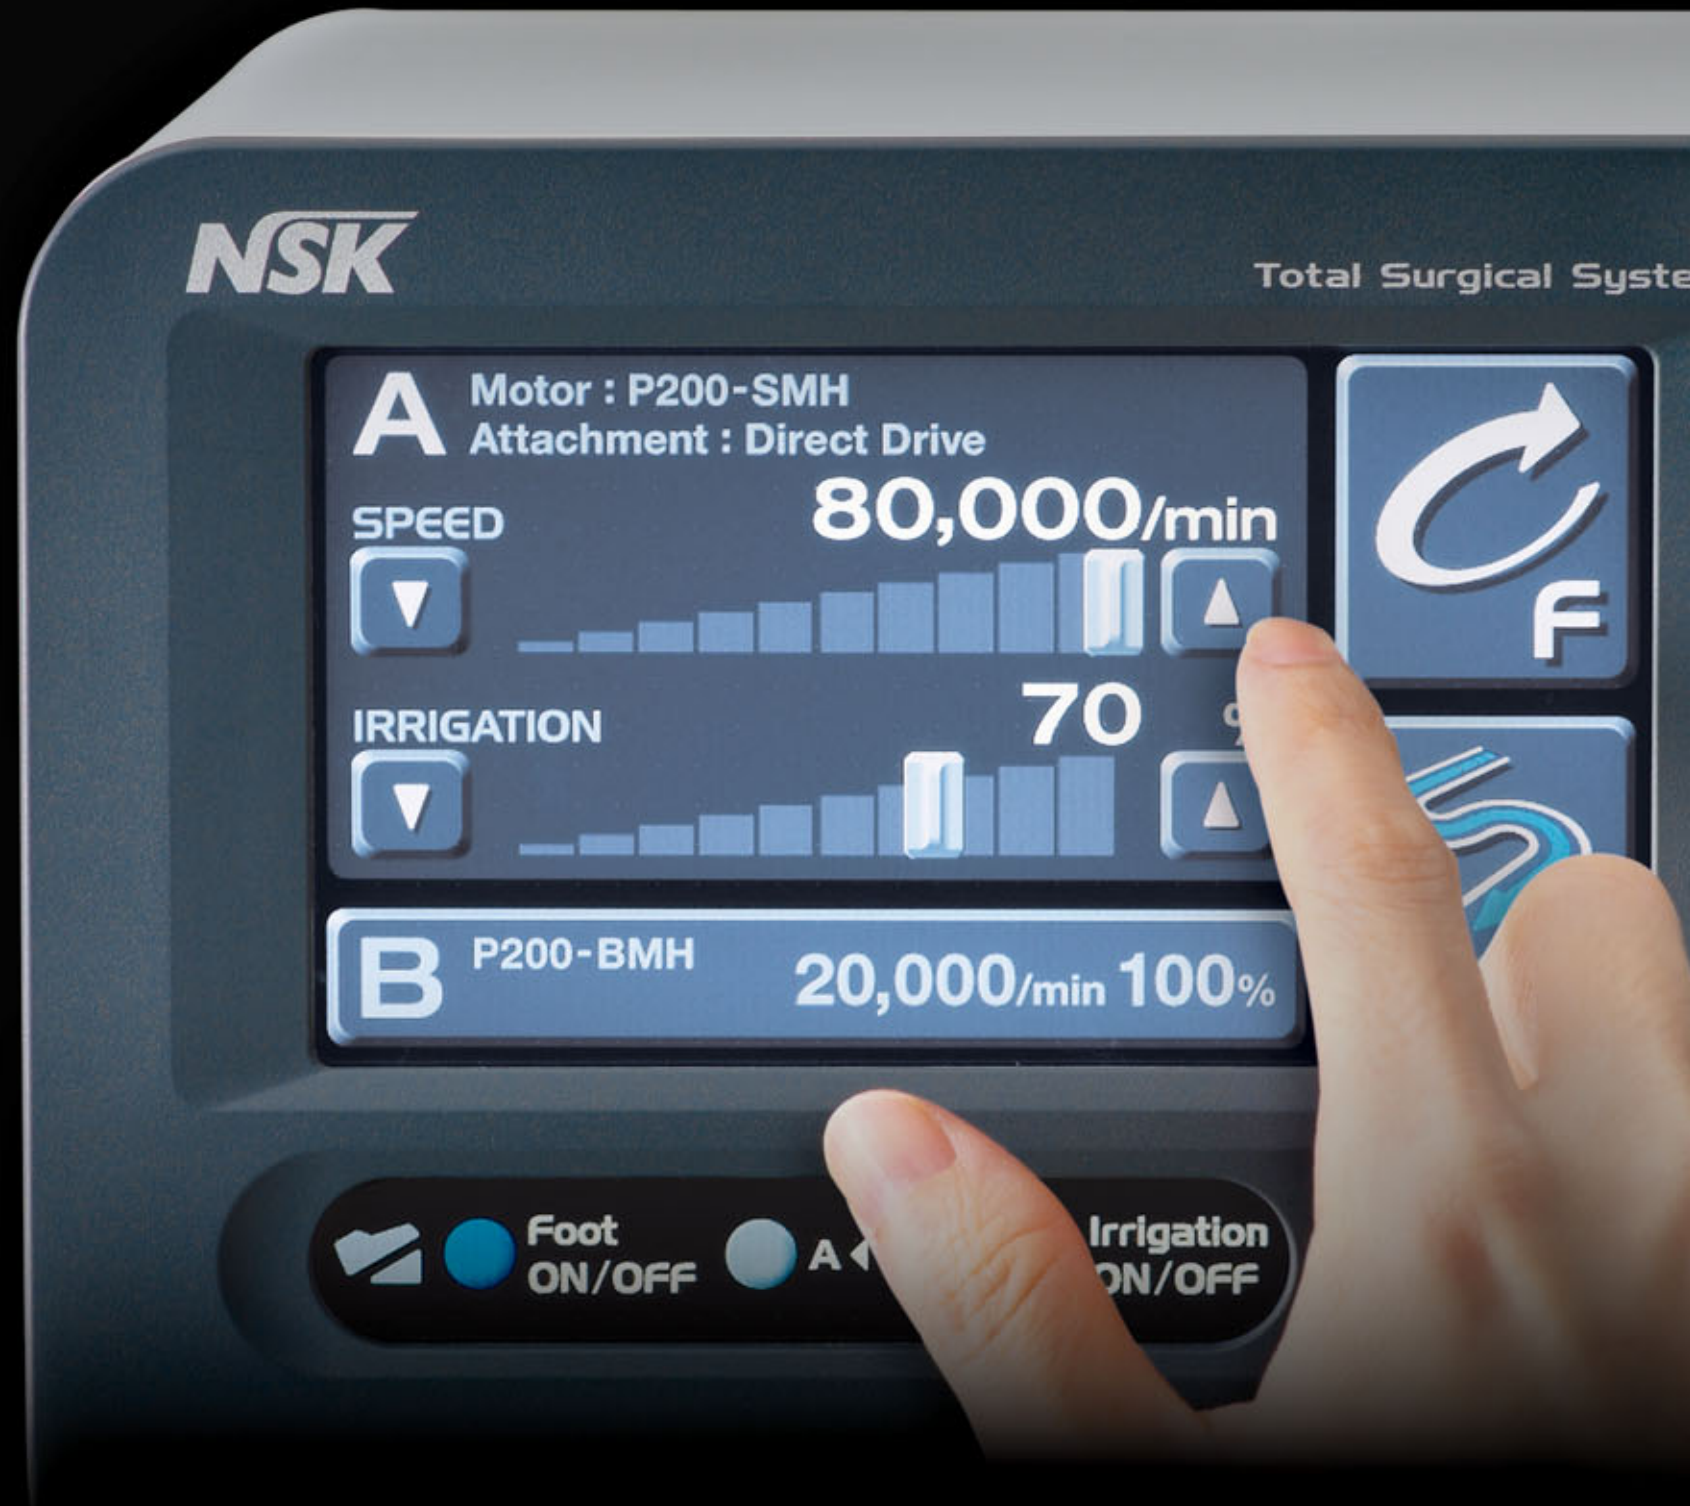 NSK
Total Surgical
A
Motor : P200-SMH
Attachment : Direct Drive
SPEED
80,000/min
F
IRRIGATION
70
B
P200-BMH
20,000/min 100%
Foot
ON/OFF
A
Irrigation
ON/OFF